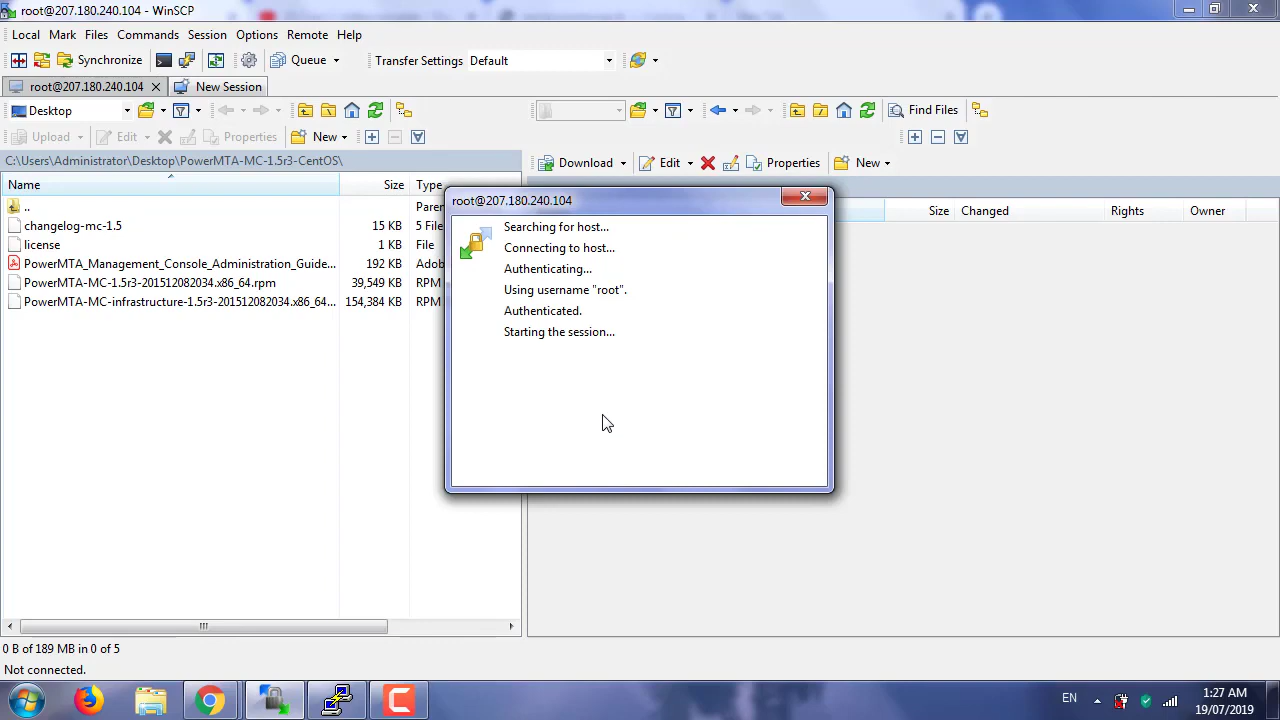 root@207.180.240.104 - WinSCP
Local Mark Files Commands Session Options Remote Help
Synchronize Queue Transfer Settings Default
root@207.180.240.104 New Session
Desktop Find Files
Upload Edit Properties New Download Edit Properties New
C:\Users\Administrator\Desktop\PowerMTA-MC-1.5r3-CentOS\
Name Size Type Size Changed Rights Owner
.. Paren
changelog-mc-1.5 15 KB 5 File
license 1 KB File
PowerMTA_Management_Console_Administration_Guide... 192 KB Adob
PowerMTA-MC-1.5r3-201512082034.x86_64.rpm 39,549 KB RPM
PowerMTA-MC-infrastructure-1.5r3-201512082034.x86_64... 154,384 KB RPM
root@207.180.240.104
Searching for host...
Connecting to host...
Authenticating...
Using username "root".
Authenticated.
Starting the session...
0 B of 189 MB in 0 of 5
Not connected.
EN
1:27 AM
19/07/2019